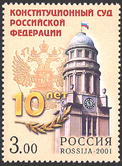 КОНСТИТУЦИОННЫЙ СУД
РОССИЙСКОЙ
ФЕДЕРАЦИИ
10 лет
3.00
РОССИЯ
ROSSIJA·2001